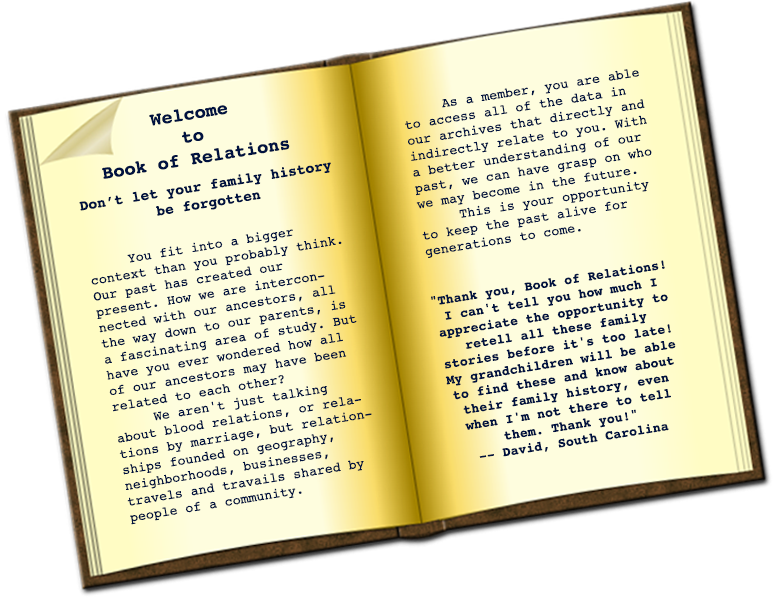 Welcome
to
Book of Relations
Don't let your family history
be forgotten
You fit into a bigger
context than you probably think.
Our past has created our
present. How we are intercon-
nected with our ancestors, all
the way down to our parents, is
a fascinating area of study. But
have you ever wondered how all
of our ancestors may have been
related to each other?
We aren't just talking
about blood relations, or rela-
tions by marriage, but relation-
ships founded on geography,
neighborhoods, businesses,
travels and travails shared by
people of a community.
As a member, you are able
to access all of the data in
our archives that directly and
indirectly relate to you. With
a better understanding of our
past, we can have grasp on who
we may become in the future.
This is your opportunity
to keep the past alive for
generations to come.
"Thank you, Book of Relations!
I can't tell you how much I
appreciate the opportunity to
retell all these family
stories before it's too late!
My grandchildren will be able
to find these and know about
their family history, even
when I'm not there to tell
them. Thank you!"
-- David, South Carolina